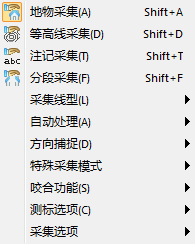 地物采集(A) Shift+A
等高线采集(D) Shift+D
注记采集(T) Shift+T
分段采集(F) Shift+F
采集线型(L)
自动处理(A)
方向捕捉(D)
特殊采集模式
咬合功能(S)
测标选项(C)
采集选项
abc